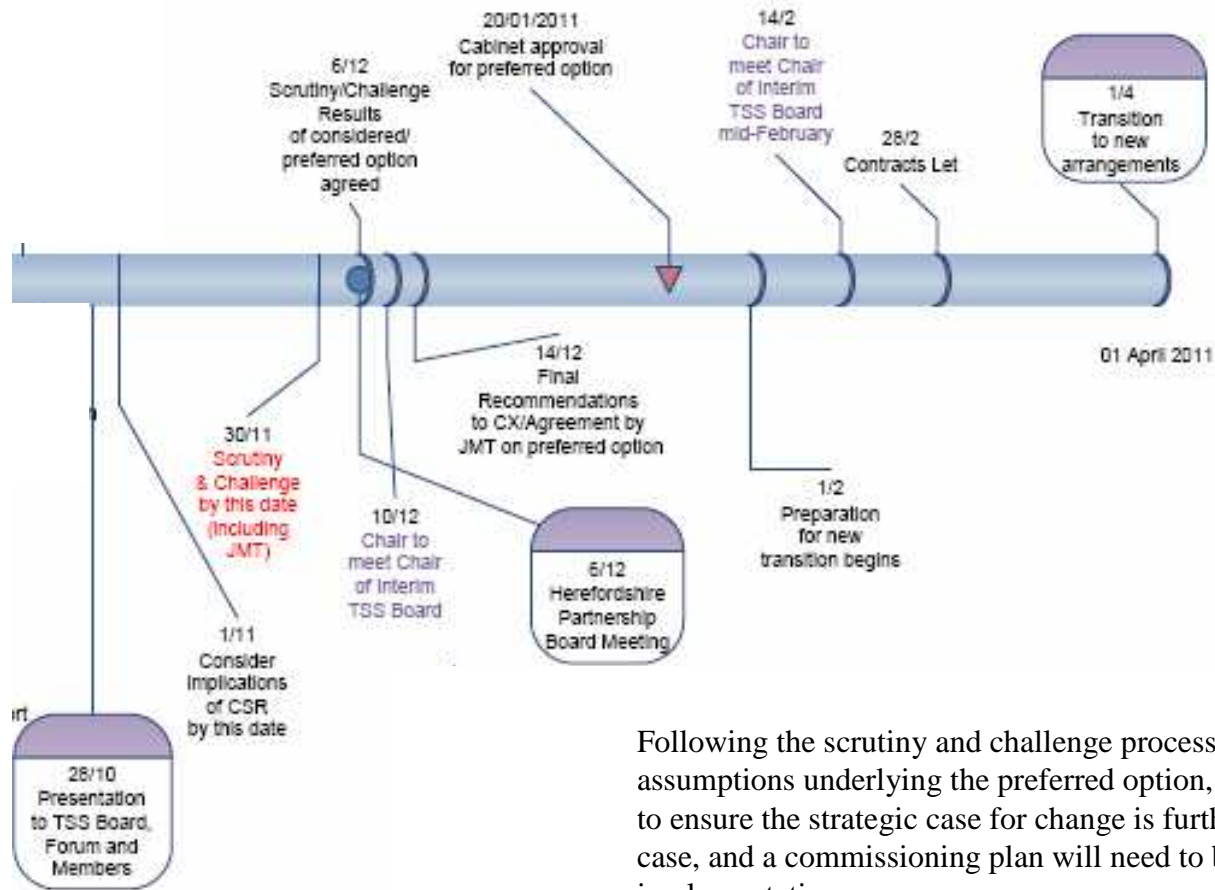 20/01/2011
Cabinet approval
for preferred option
14/2
Chair to
meet Chair
of Interim
TSS Board
mid-February
6/12
Scrutiny/Challenge
Results
of considered/
preferred option
agreed
28/2
Contracts Let
1/4
Transition
to new
arrangements
01 April 2011
14/12
Final
Recommendations
to CX/Agreement by
JMT on preferred option
30/11
Scrutiny
& Challenge
by this date
(including
JMT)
10/12
Chair to
meet Chair
of Interim
TSS Board
6/12
Herefordshire
Partnership
Board Meeting
1/2
Preparation
for new
transition begins
1/11
Consider
implications
of CSR
by this date
28/10
Presentation
to TSS Board,
Forum and
Members
Following the scrutiny and challenge process
assumptions underlying the preferred option,
to ensure the strategic case for change is furth
case, and a commissioning plan will need to b